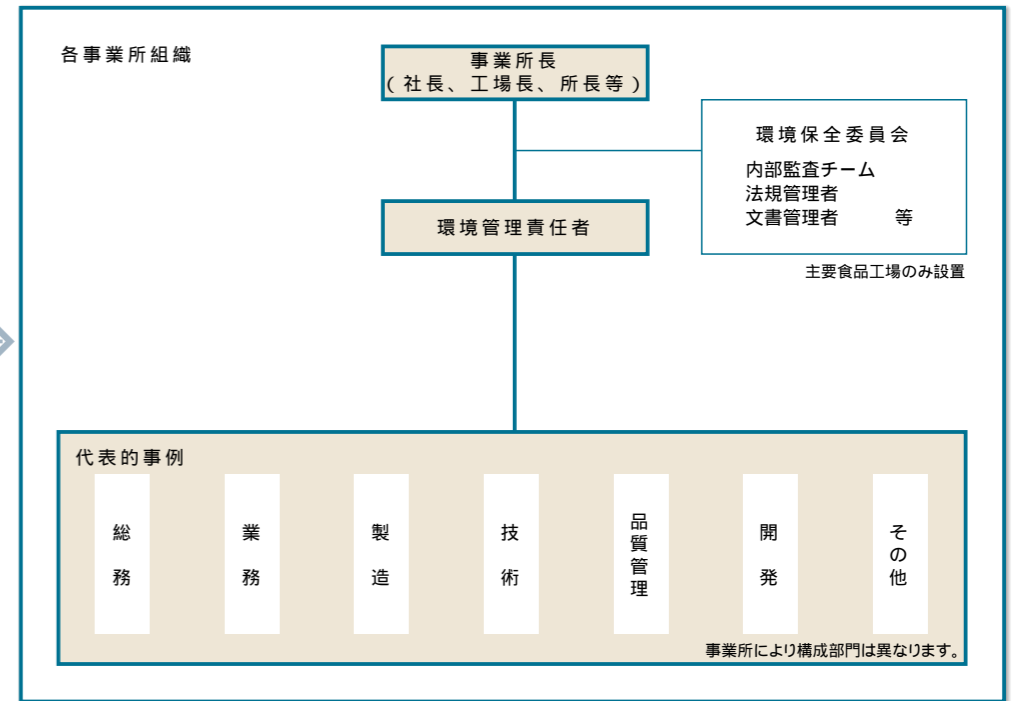 各事業所組織
事業所長
(社長、工場長、所長等)
環境保全委員会
内部監査チーム
法規管理者
文書管理者 等
環境管理責任者
主要食品工場のみ設置
代表的事例
総務
業務
製造
技術
品質管理
開発
その他
事業所により構成部門は異なります。